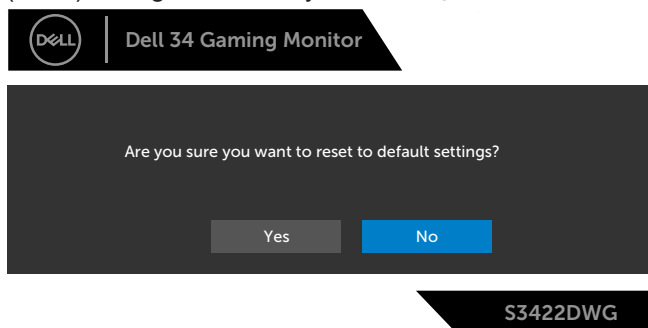 DELL
Dell 34 Gaming Monitor
Are you sure you want to reset to default settings?
Yes
No
S3422DWG